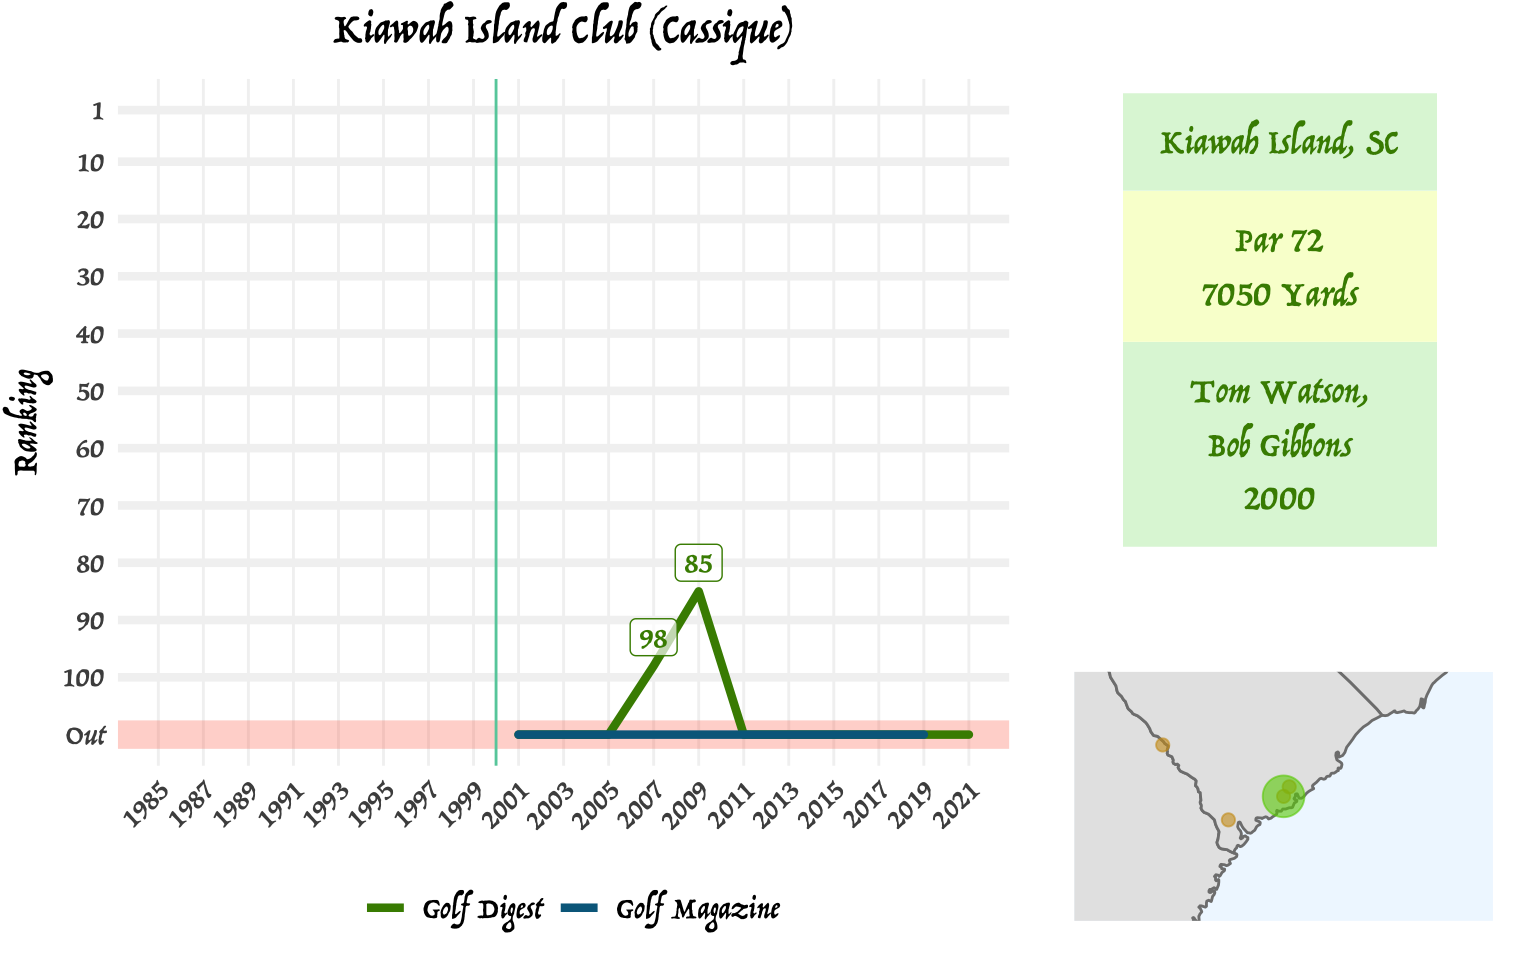 Kiawah Island Club (Cassique)
Ranking
1
10
20
30
40
50
60
70
80
90
100
Out
85
98
1985 1987 1989 1991 1993 1995 1997 1999 2001 2003 2005 2007 2009 2011 2013 2015 2017 2019 2021
Golf Digest Golf Magazine
Kiawah Island, SC
Par 72
7050 Yards
Tom Watson,
Bob Gibbons
2000